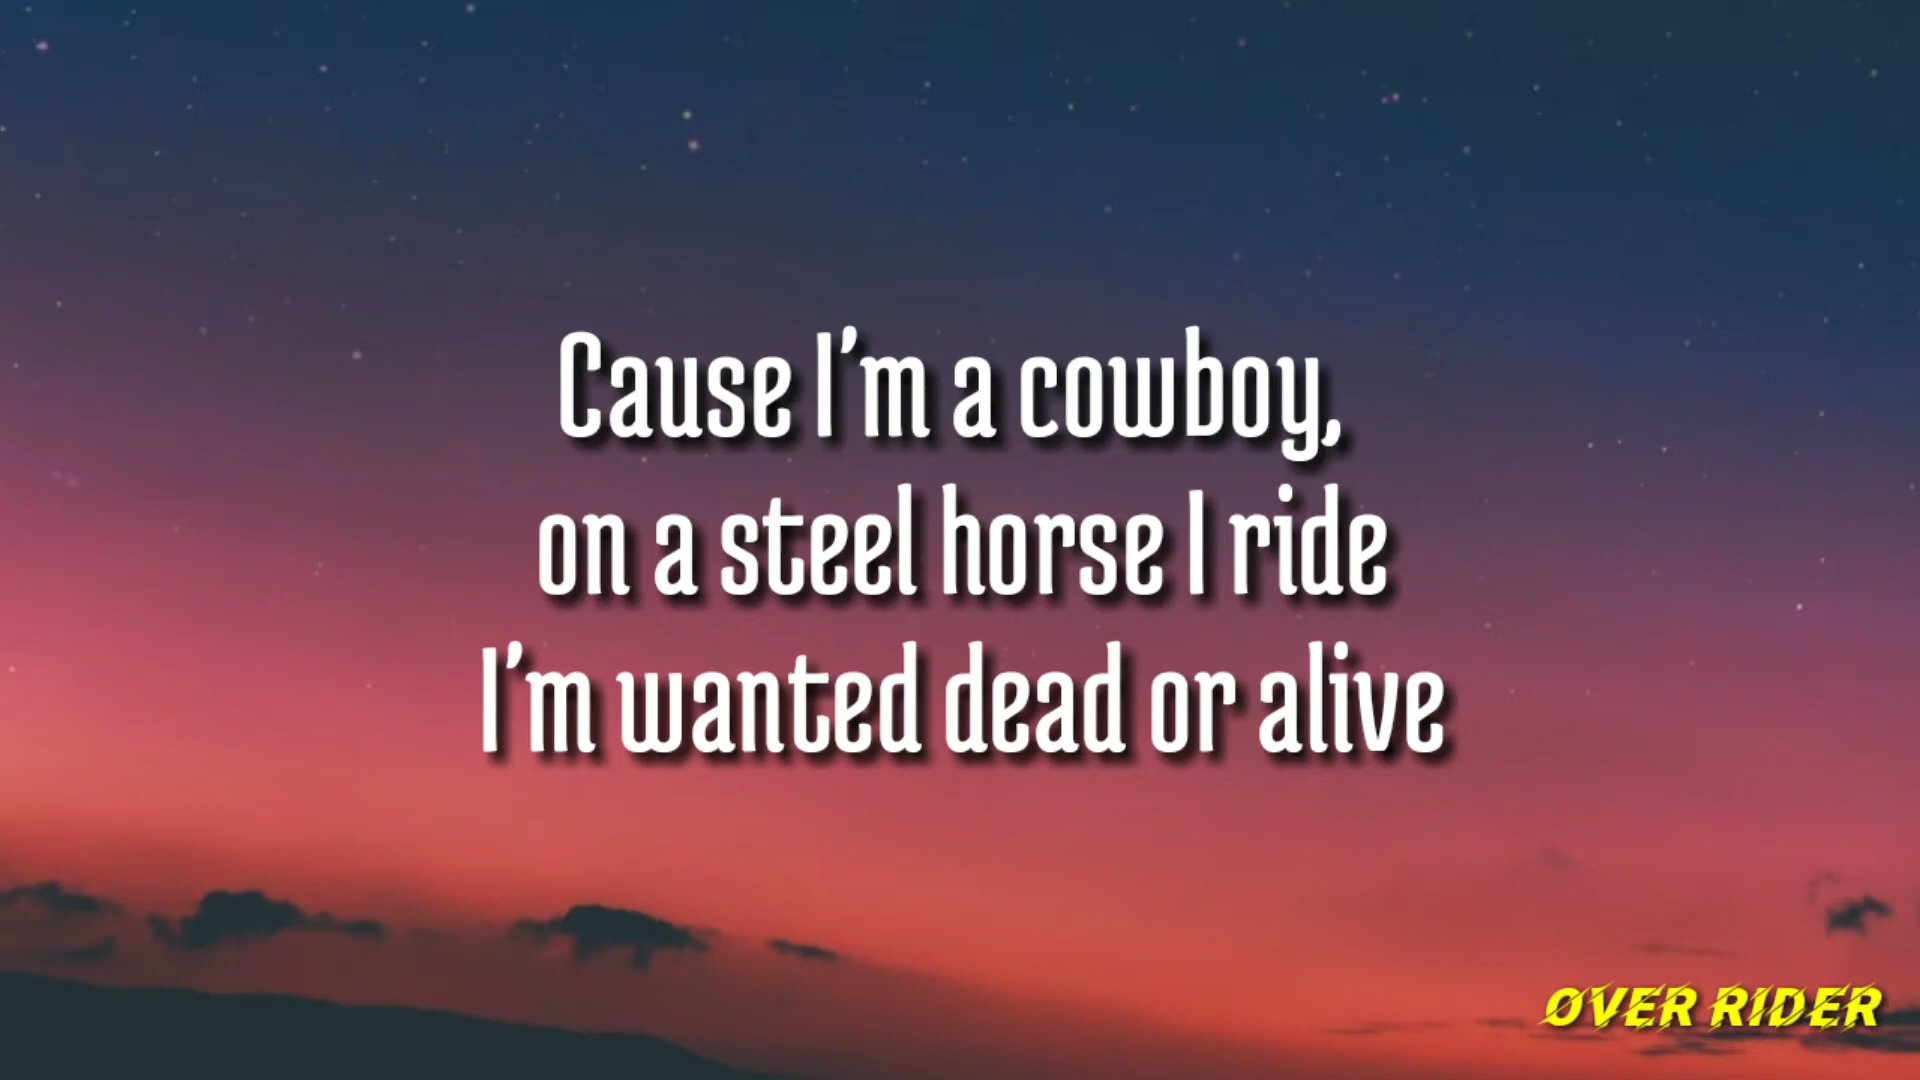 Cause I'm a cowboy,
on a steel horse I ride
I'm wanted dead or alive
OVER RIDER